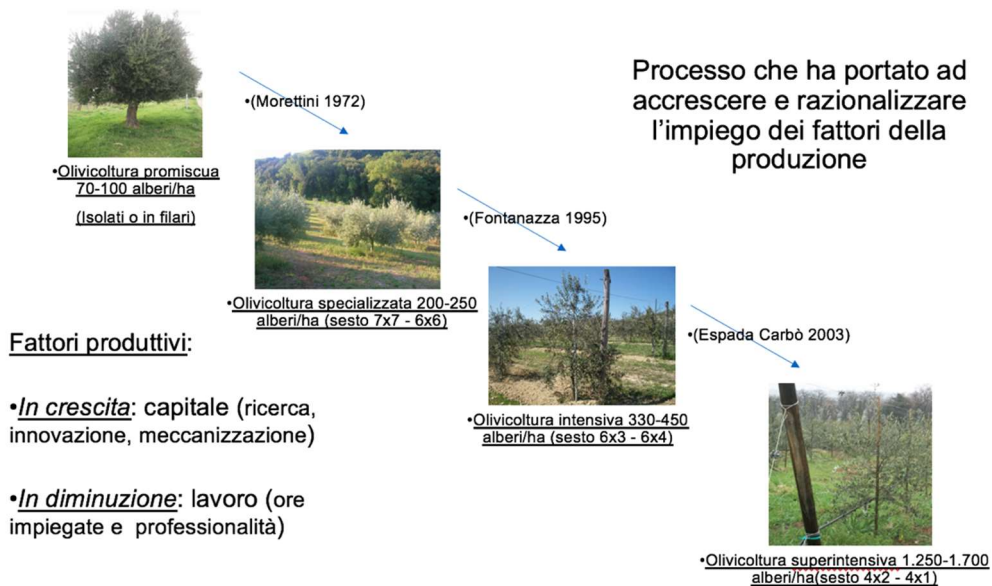 •(Morettini 1972)
Processo che ha portato ad
accrescere e razionalizzare
l’impiego dei fattori della
produzione
•Olivicoltura promiscua
70-100 alberi/ha
(Isolati o in filari)
•(Fontanazza 1995)
•Olivicoltura specializzata 200-250
alberi/ha (sesto 7x7 - 6x6)
•(Espada Carbò 2003)
Fattori produttivi:
•In crescita: capitale (ricerca,
innovazione, meccanizzazione)
•Olivicoltura intensiva 330-450
alberi/ha (sesto 6x3 - 6x4)
•In diminuzione: lavoro (ore
impiegate e professionalità)
•Olivicoltura superintensiva 1.250-1.700
alberi/ha(sesto 4x2 - 4x1)